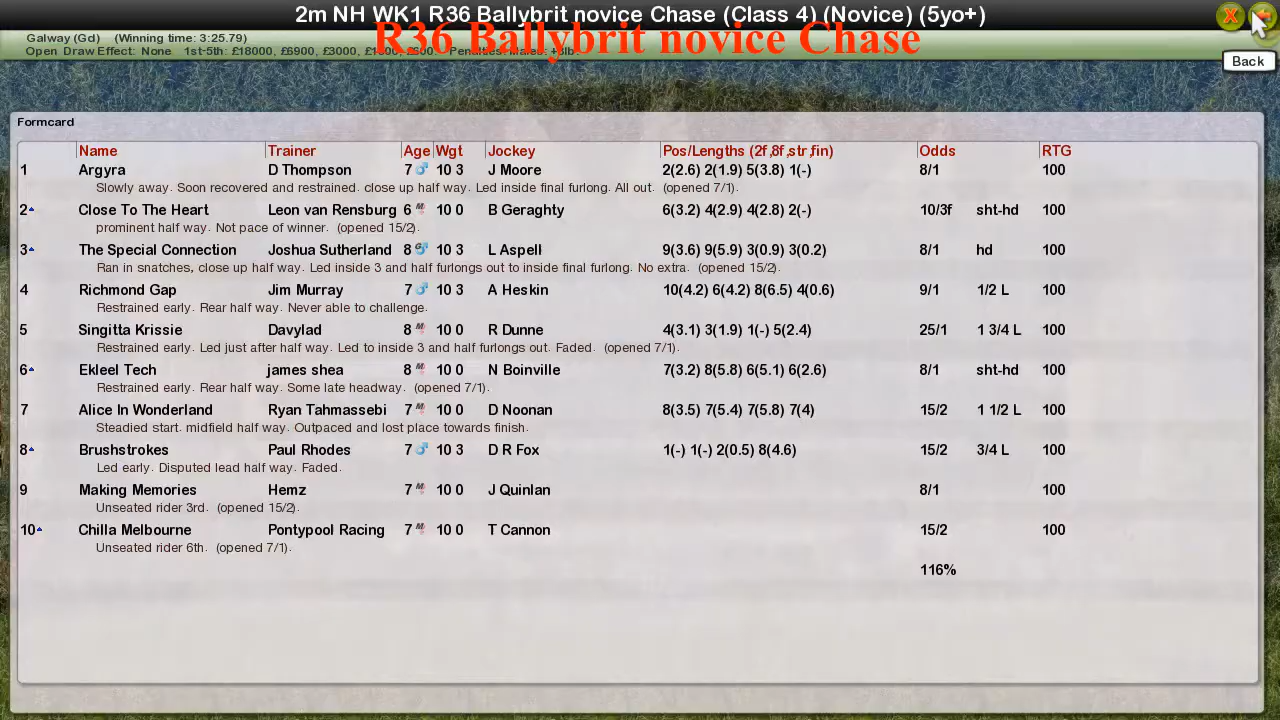 2m NH WK1 R36 Ballybrit novice Chase (Class 4) (Novice) (5yo+)
R36 Ballybrit novice Chase
Galway (Gd) (Winning time: 3:25.79)
Open Draw Effect: None 1st-5th: £18000, £6900, £3000, Penalties: Males: +3lb.
Back
Formcard
Name Trainer Age Wgt Jockey Pos/Lengths (2f,8f,str,fin) Odds RTG
1 Argyra D Thompson 7 10 3 J Moore 2(2.6) 2(1.9) 5(3.8) 1(-) 8/1 100
Slowly away. Soon recovered and restrained. close up half way. Led inside final furlong. All out. (opened 7/1).
2 Close To The Heart Leon van Rensburg 6 10 0 B Geraghty 6(3.2) 4(2.9) 4(2.8) 2(-) 10/3f sht-hd 100
prominent half way. Not pace of winner. (opened 15/2).
3 The Special Connection Joshua Sutherland 8 10 3 L Aspell 9(3.6) 9(5.9) 3(0.9) 3(0.2) 8/1 hd 100
Ran in snatches, close up half way. Led inside 3 and half furlongs out to inside final furlong. No extra. (opened 15/2).
4 Richmond Gap Jim Murray 7 10 3 A Heskin 10(4.2) 6(4.2) 8(6.5) 4(0.6) 9/1 1/2 L 100
Restrained early. Rear half way. Never able to challenge.
5 Singitta Krissie Davylad 8 10 0 R Dunne 4(3.1) 3(1.9) 1(-) 5(2.4) 25/1 1 3/4 L 100
Restrained early. Led just after half way. Led to inside 3 and half furlongs out. Faded. (opened 7/1).
6 Ekleel Tech james shea 8 10 0 N Boinville 7(3.2) 8(5.8) 6(5.1) 6(2.6) 8/1 sht-hd 100
Restrained early. Rear half way. Some late headway. (opened 7/1).
7 Alice In Wonderland Ryan Tahmassebi 7 10 0 D Noonan 8(3.5) 7(5.4) 7(5.8) 7(4) 15/2 1 1/2 L 100
Steadied start. midfield half way. Outpaced and lost place towards finish.
8 Brushstrokes Paul Rhodes 7 10 3 D R Fox 1(-) 1(-) 2(0.5) 8(4.6) 15/2 3/4 L 100
Led early. Disputed lead half way. Faded.
9 Making Memories Hemz 7 10 0 J Quinlan 8/1 100
Unseated rider 3rd. (opened 15/2).
10 Chilla Melbourne Pontypool Racing 7 10 0 T Cannon 15/2 100
Unseated rider 6th. (opened 7/1).
116%